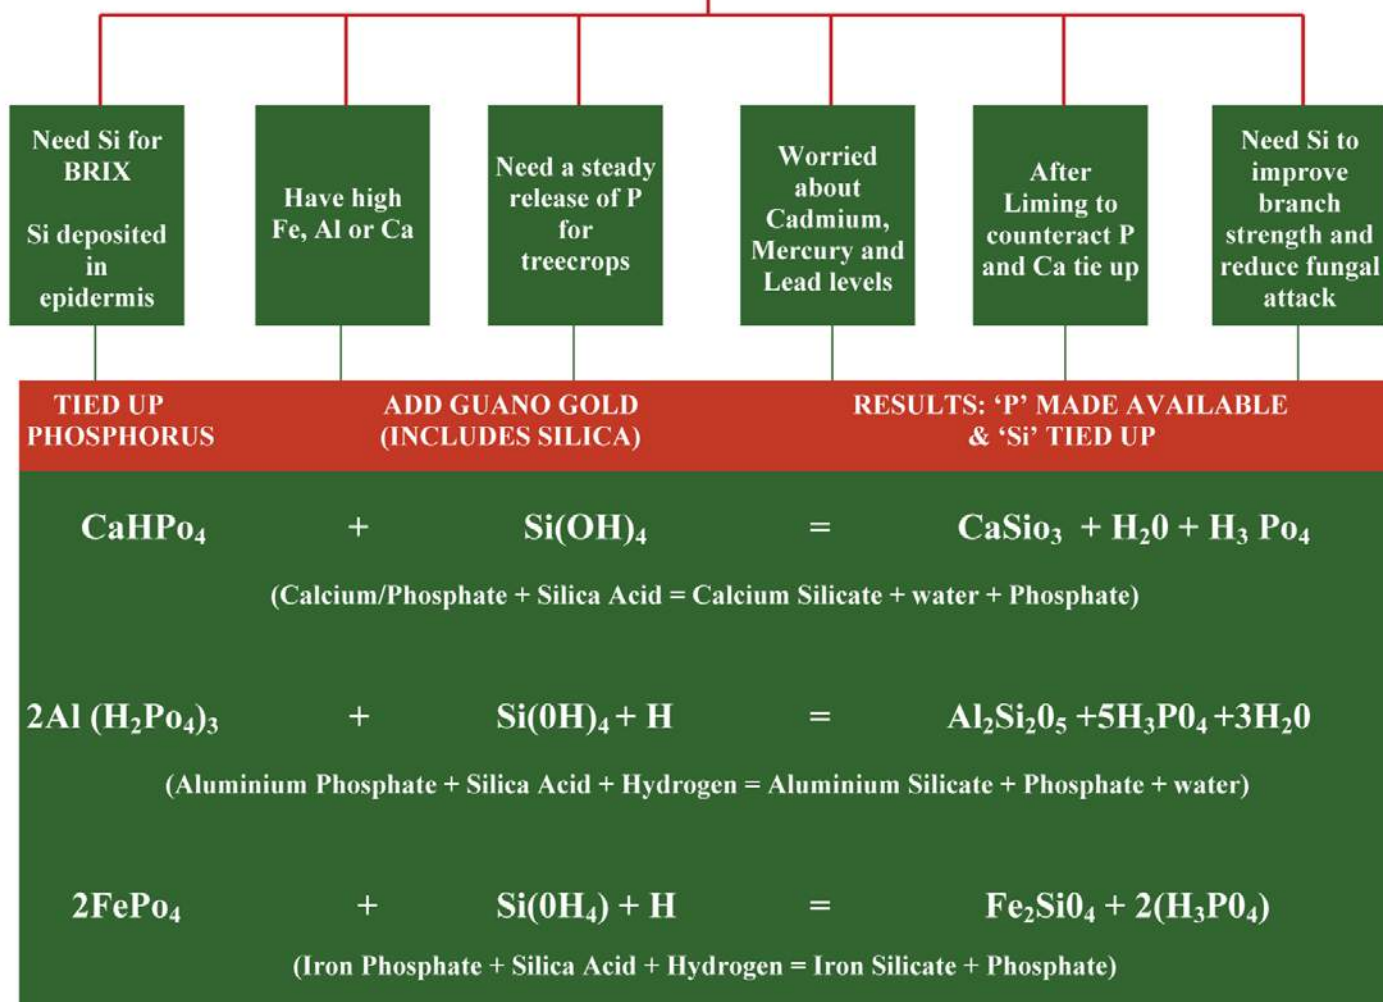 Need Si for
BRIX
Si deposited
in
epidermis
Have high
Fe, Al or Ca
Need a steady
release of P
for
treecrops
Worried
about
Cadmium,
Mercury and
Lead levels
After
Liming to
counteract P
and Ca tie up
Need Si to
improve
branch
strength and
reduce fungal
attack
TIED UP
PHOSPHORUS
ADD GUANO GOLD
(INCLUDES SILICA)
RESULTS: ‘P’ MADE AVAILABLE
& ‘Si’ TIED UP
CaHPo₄ + Si(OH)₄ = CaSio₃ + H₂0 + H₃ Po₄
(Calcium/Phosphate + Silica Acid = Calcium Silicate + water + Phosphate)
2Al (H₂Po₄)₃ + Si(0H)₄ + H = Al₂Si₂0₅ +5H₃P0₄ +3H₂0
(Aluminium Phosphate + Silica Acid + Hydrogen = Aluminium Silicate + Phosphate + water)
2FePo₄ + Si(0H₄) + H = Fe₂Si0₄ + 2(H₃P0₄)
(Iron Phosphate + Silica Acid + Hydrogen = Iron Silicate + Phosphate)